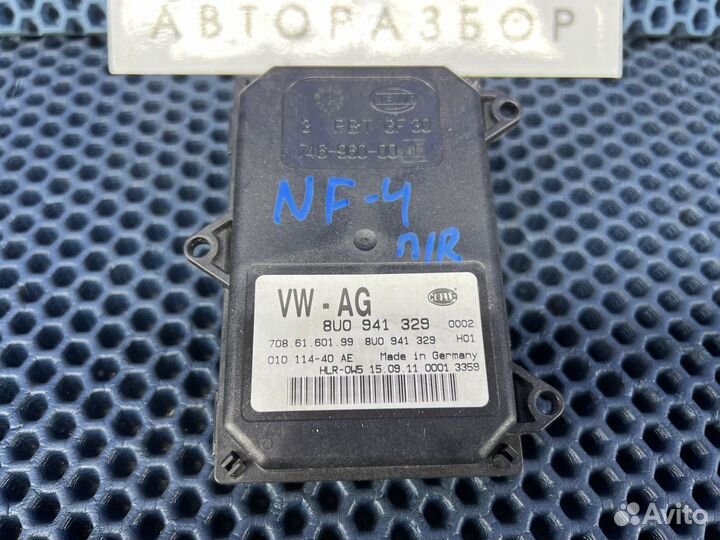 АВТОРАЗБОР
HELLA
3 PBT GF30
NF-4
п/R
VW - AG
HELLA
8U0 941 329 0002
708.61.601.99 8U0 941 329 H01
010 114-40 AE Made in Germany
HLR-0W5 15.09.11 0001 3359
Avito